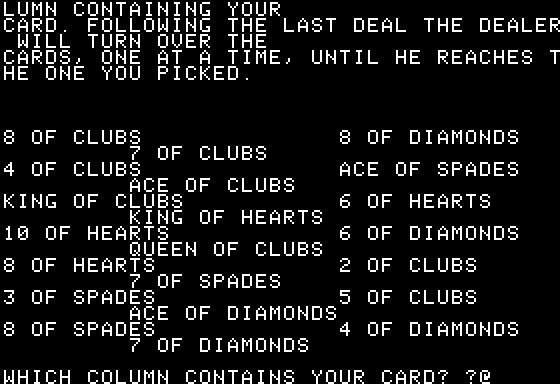 LUMN CONTAINING YOUR
CARD. FOLLOWING THE LAST DEAL THE DEALER
 WILL TURN OVER THE
CARDS, ONE AT A TIME, UNTIL HE REACHES T
HE ONE YOU PICKED.
8 OF CLUBS 8 OF DIAMONDS
7 OF CLUBS
4 OF CLUBS ACE OF SPADES
ACE OF CLUBS
KING OF CLUBS 6 OF HEARTS
KING OF HEARTS
10 OF HEARTS 6 OF DIAMONDS
QUEEN OF CLUBS
8 OF HEARTS 2 OF CLUBS
7 OF SPADES
3 OF SPADES 5 OF CLUBS
ACE OF DIAMONDS
8 OF SPADES 4 OF DIAMONDS
7 OF DIAMONDS
WHICH COLUMN CONTAINS YOUR CARD? ?@